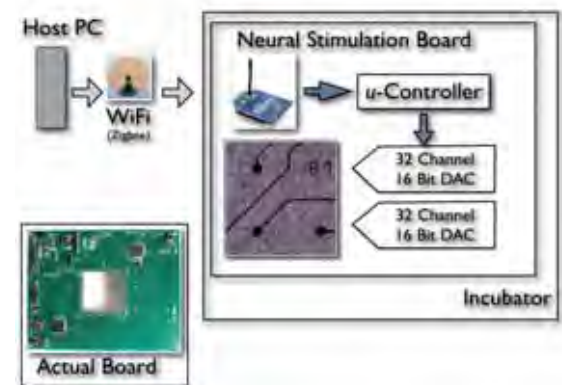 Host PC
WiFi
(Zigbee)
Neural Stimulation Board
u-Controller
32 Channel
16 Bit DAC
32 Channel
16 Bit DAC
Incubator
Actual Board